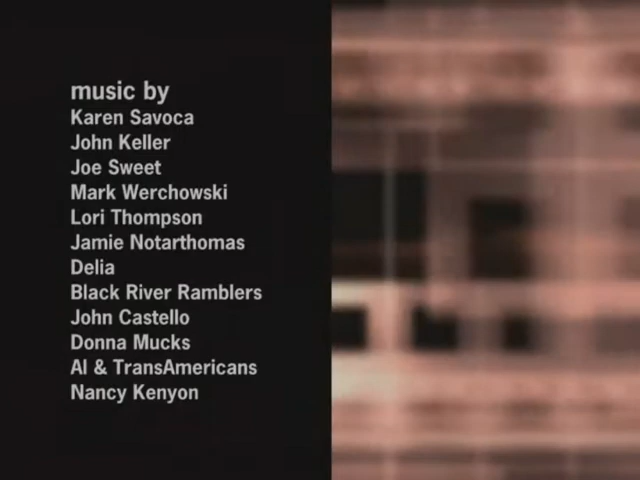 music by
Karen Savoca
John Keller
Joe Sweet
Mark Werchowski
Lori Thompson
Jamie Notarthomas
Delia
Black River Ramblers
John Castello
Donna Mucks
Al & TransAmericans
Nancy Kenyon